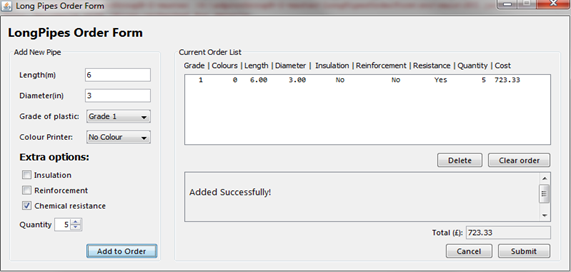 Long Pipes Order Form
LongPipes Order Form
Add New Pipe
Length(m) 6
Diameter(in) 3
Grade of plastic: Grade 1
Colour Printer: No Colour
Extra options:
Insulation
Reinforcement
Chemical resistance
Quantity 5
Add to Order
Current Order List
Grade | Colours | Length | Diameter | Insulation | Reinforcement | Resistance | Quantity | Cost
1 0 6.00 3.00 No No Yes 5 723.33
Delete Clear order
Added Successfully!
Total (£): 723.33
Cancel Submit